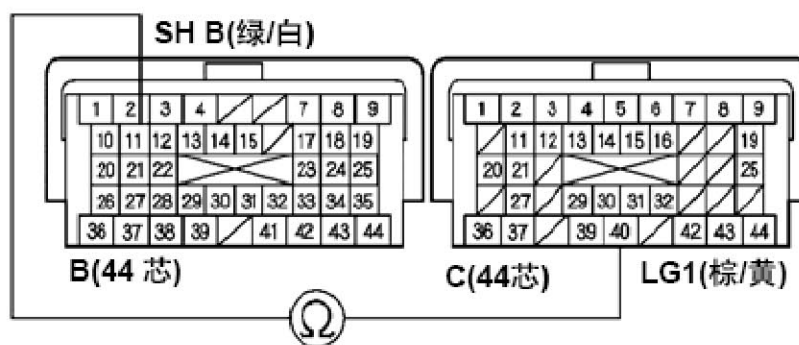 SH B(绿/白)
1 2 3 4 7 8 9
10 11 12 13 14 15 17 18 19
20 21 22 23 24 25
26 27 28 29 30 31 32 33 34 35
36 37 38 39 41 42 43 44
B(44 芯)
1 2 3 4 5 6 7 8 9
11 12 13 14 15 16 19
20 21 25
27 29 30 31 32
36 37 39 40 42 43 44
C(44芯)
LG1(棕/黄)
Ω